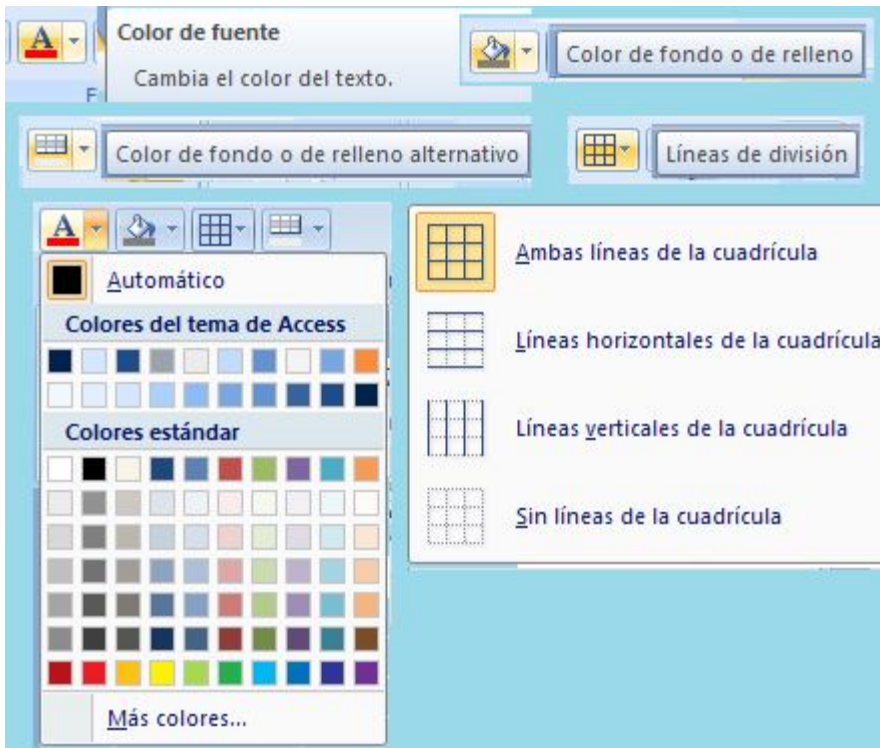 Color de fuente
Cambia el color del texto.
F
Color de fondo o de relleno
Color de fondo o de relleno alternativo
Líneas de división
A
Automático
Colores del tema de Access
Colores estándar
Más colores...
Ambas líneas de la cuadrícula
Líneas horizontales de la cuadrícula
Líneas verticales de la cuadrícula
Sin líneas de la cuadrícula